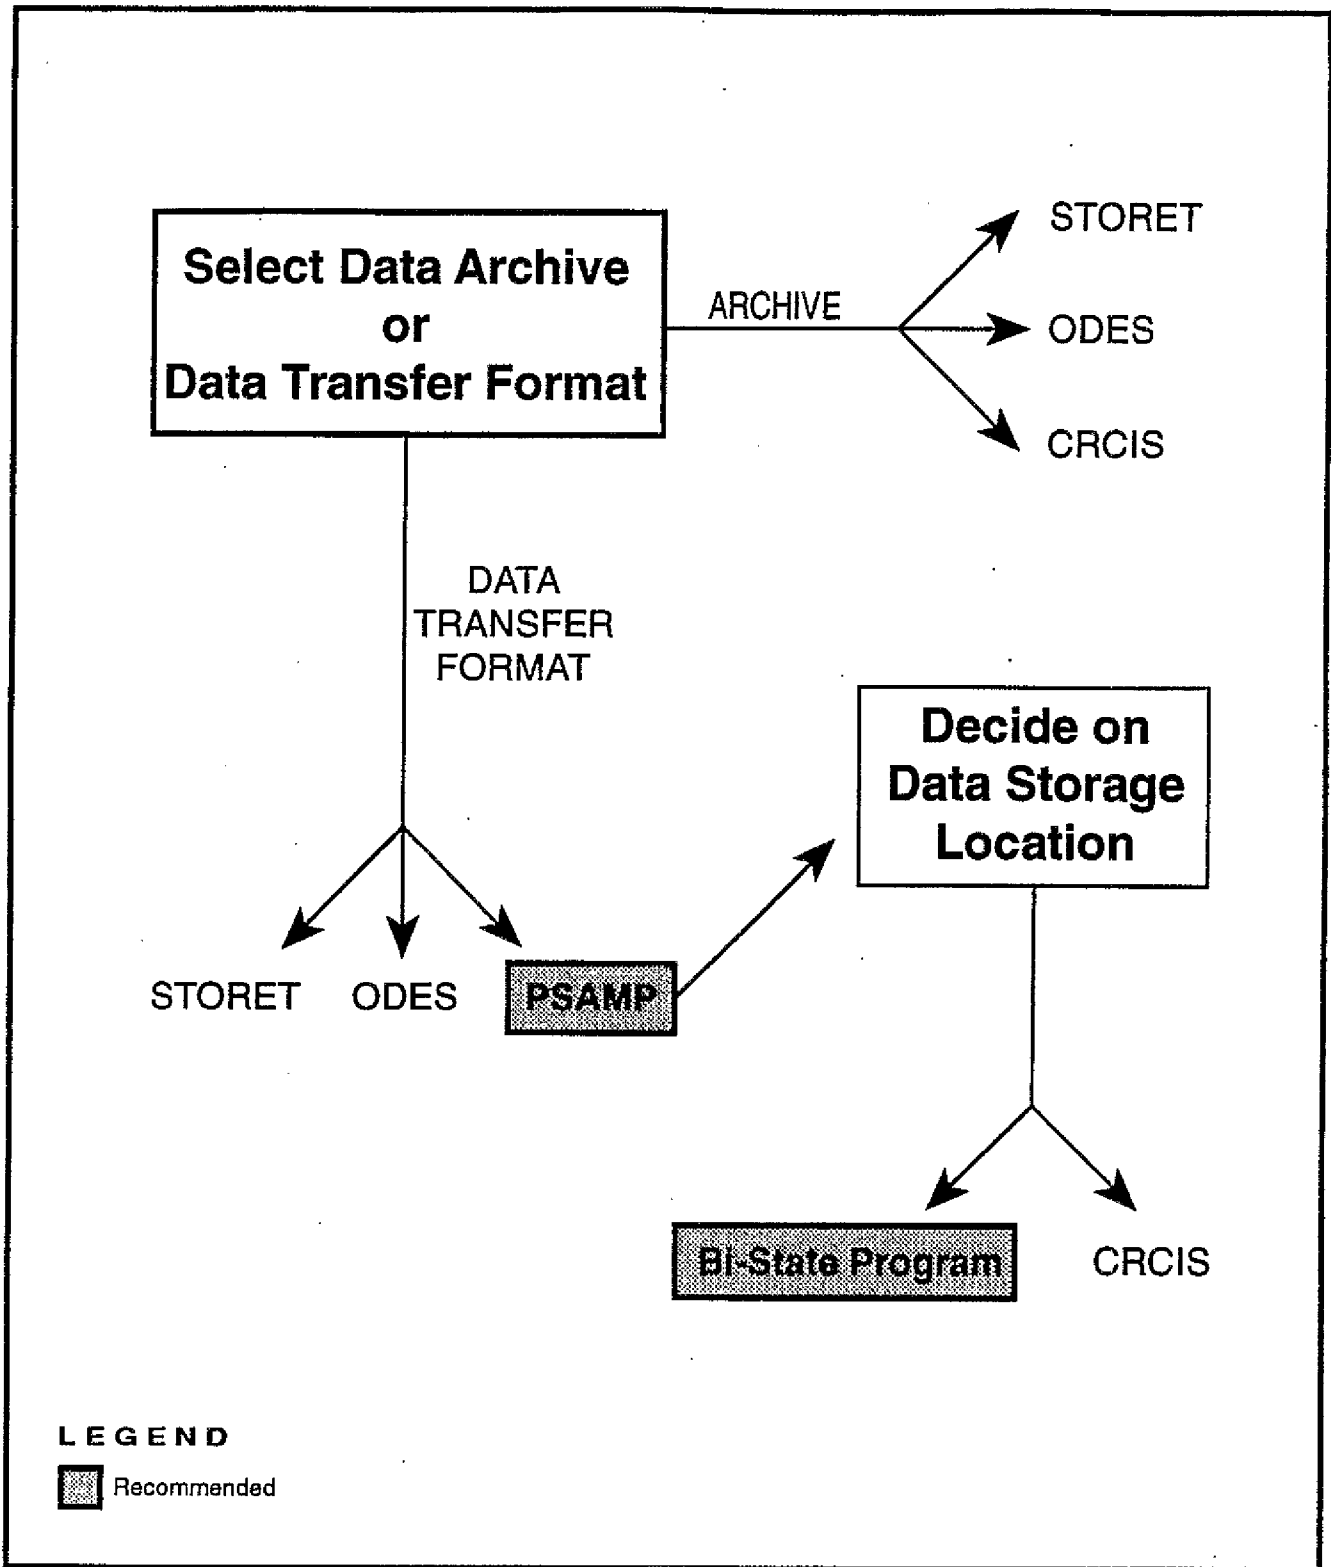 Select Data Archive
or
Data Transfer Format
ARCHIVE
STORET
ODES
CRCIS
DATA
TRANSFER
FORMAT
Decide on
Data Storage
Location
STORET
ODES
PSAMP
Bi-State Program
CRCIS
LEGEND
Recommended